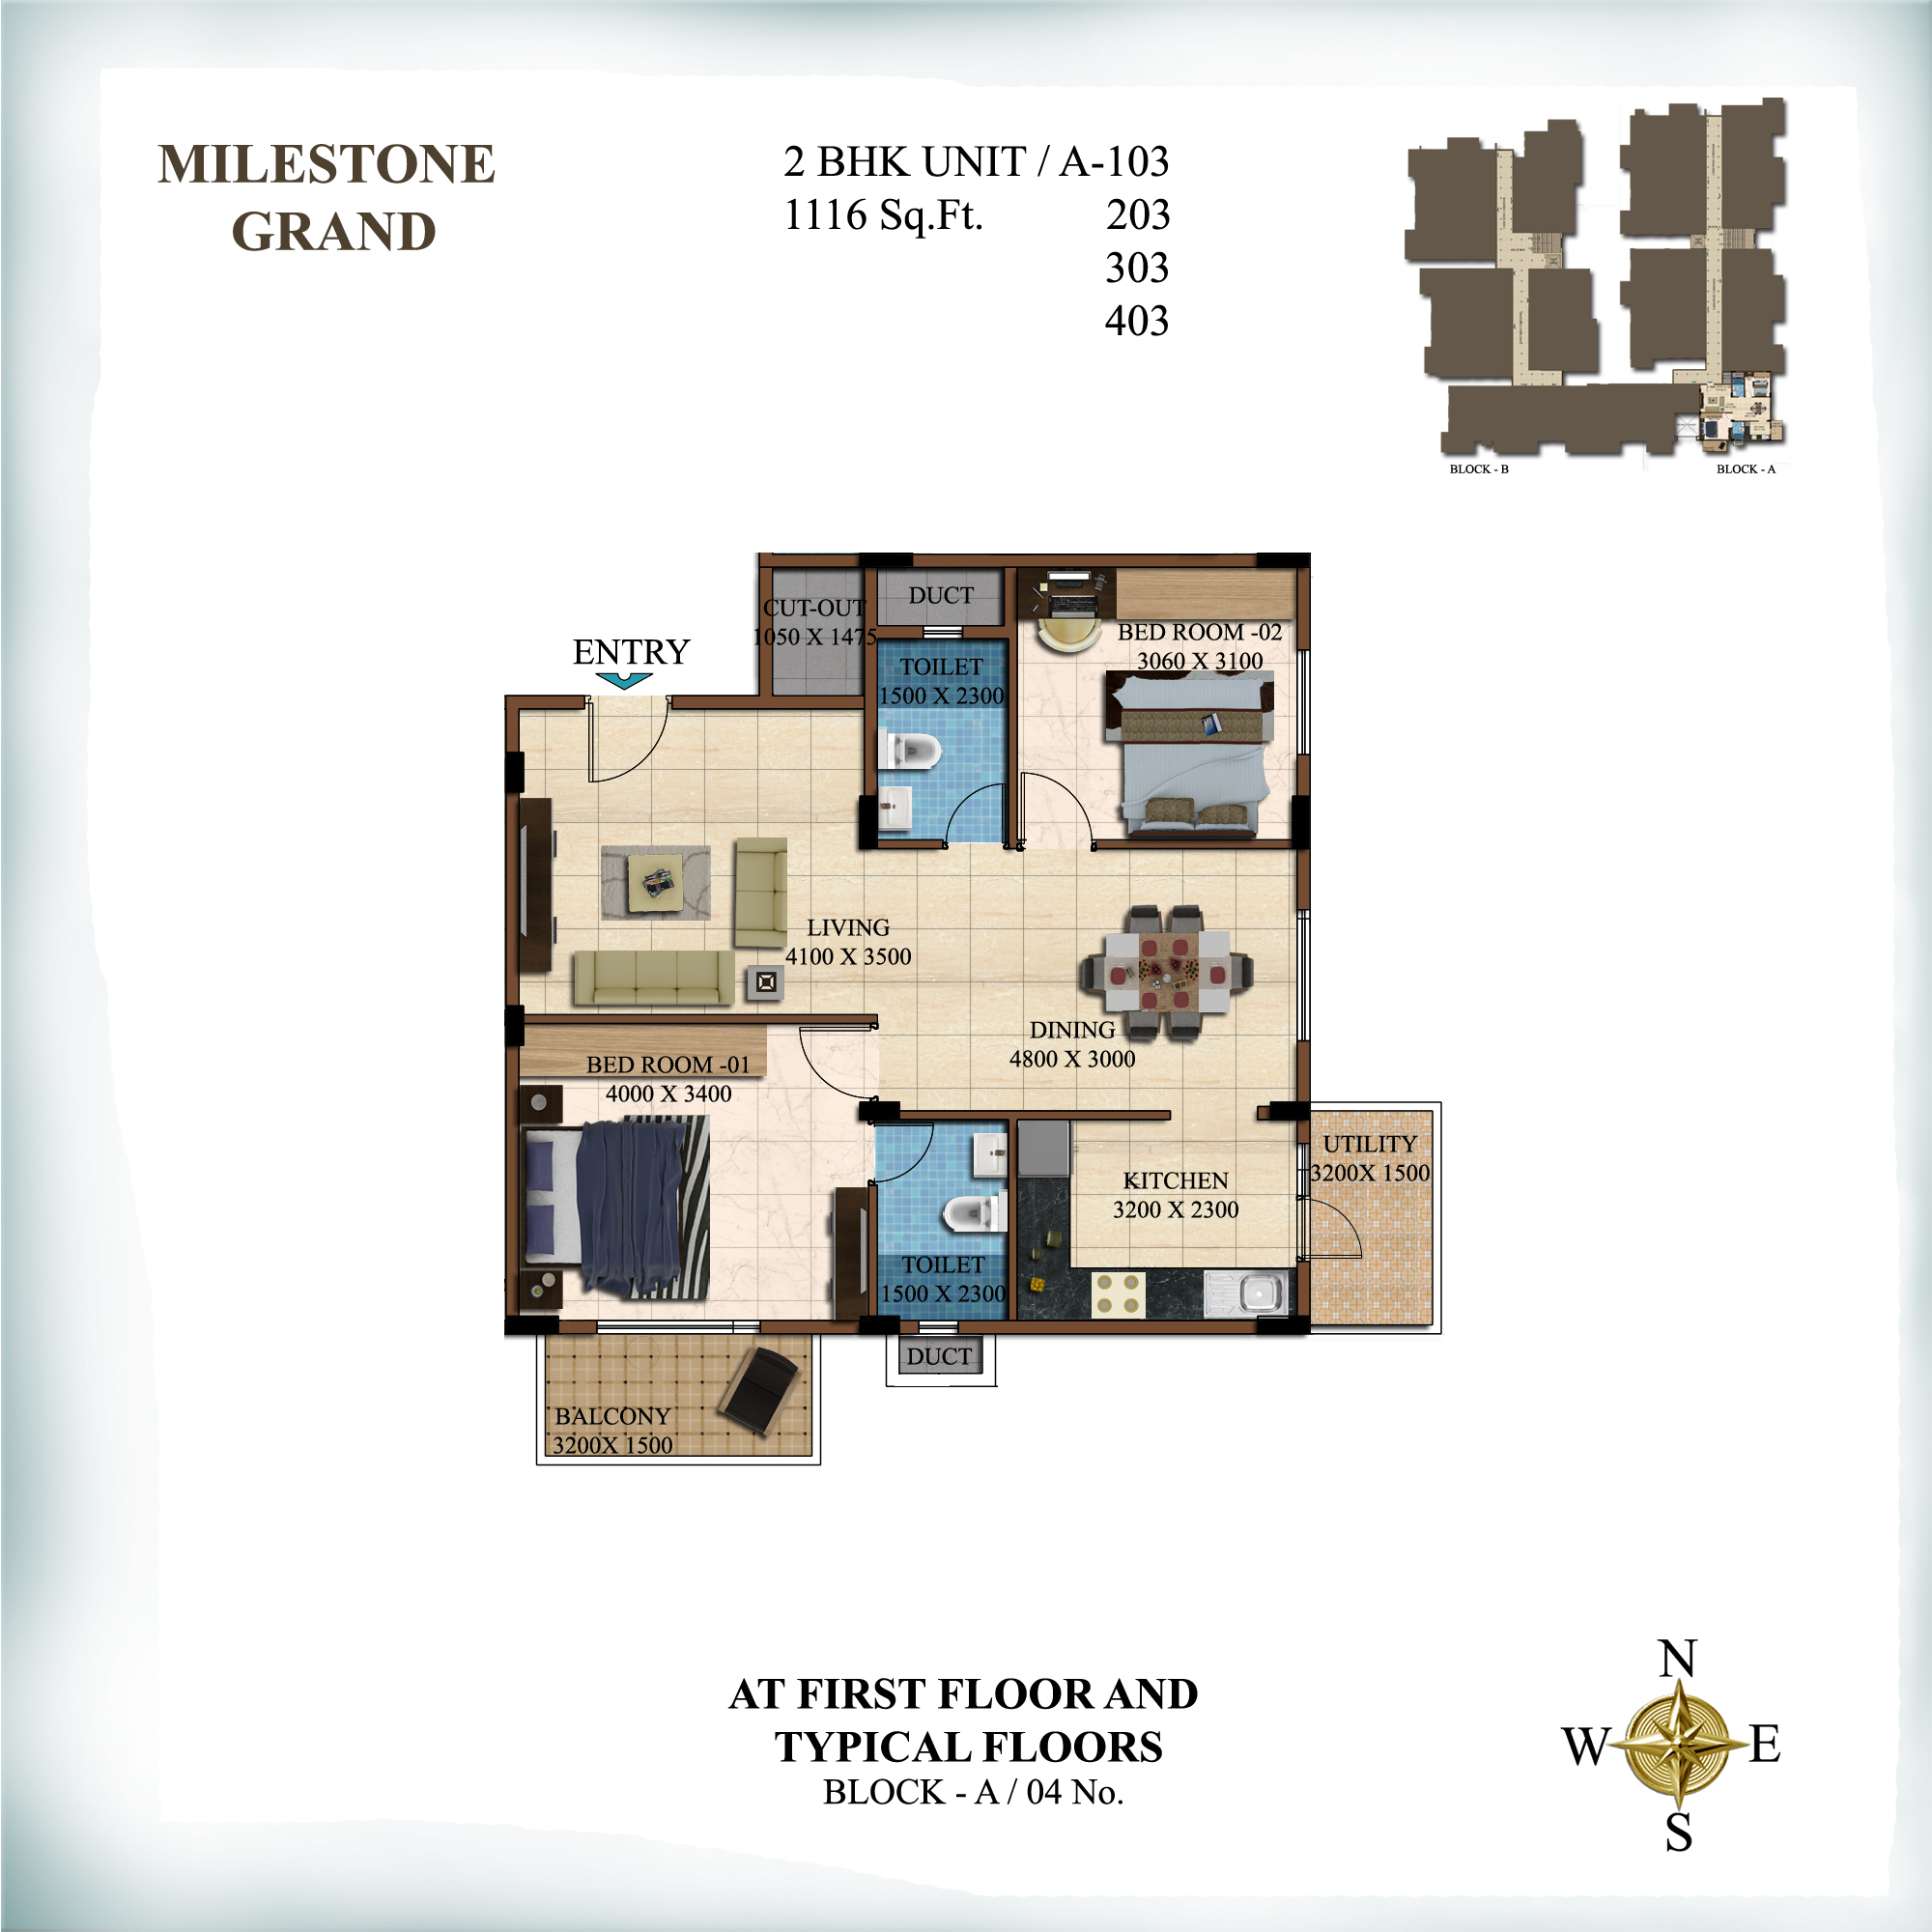 MILESTONE
GRAND
2 BHK UNIT / A-103
1116 Sq.Ft. 203
303
403
BLOCK - B
BLOCK - A
ENTRY
CUT-OUT
1050 X 1475
DUCT
TOILET
1500 X 2300
BED ROOM -02
3060 X 3100
LIVING
4100 X 3500
DINING
4800 X 3000
BED ROOM -01
4000 X 3400
TOILET
1500 X 2300
KITCHEN
3200 X 2300
UTILITY
3200X 1500
DUCT
BALCONY
3200X 1500
AT FIRST FLOOR AND
TYPICAL FLOORS
BLOCK - A / 04 No.
N
W
E
S